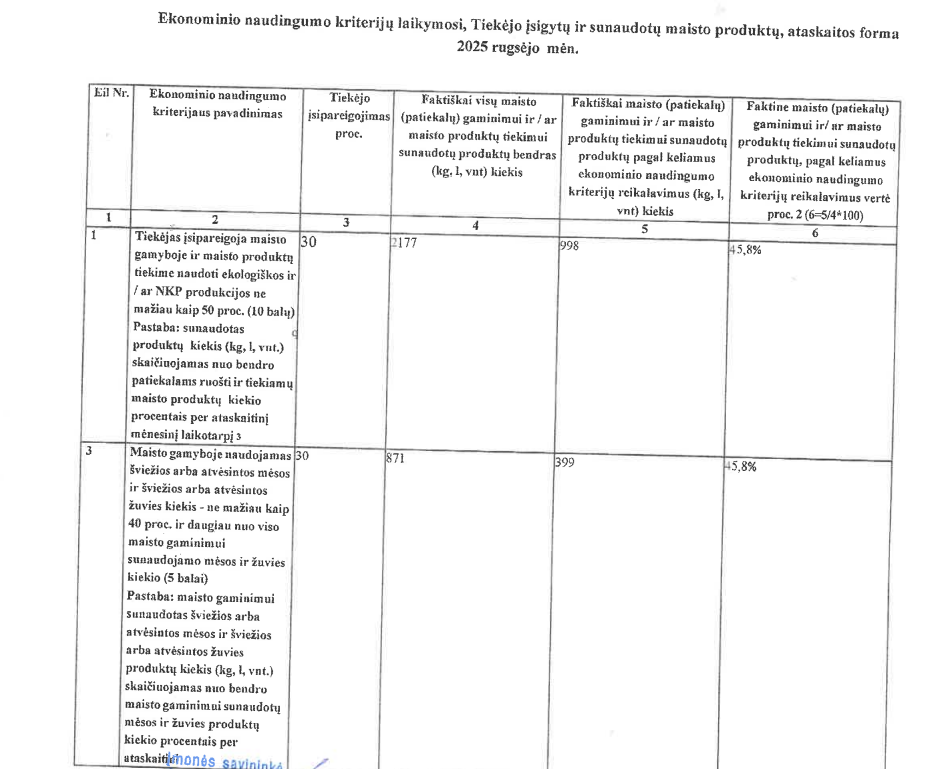 Ekonominio naudingumo kriterijų laikymosi, Tiekėjo įsigytų ir sunaudotų maisto produktų, ataskaitos forma
2025 rugsėjo mėn.
Eil Nr.
Ekonominio naudingumo
kriterijaus pavadinimas
Tiekėjo
įsipareigojimas
proc.
Faktiškai visų maisto
(patiekalų) gaminimui ir / ar
maisto produktų tiekimui
sunaudotų produktų bendras
(kg, l, vnt) kiekis
Faktiškai maisto (patiekalų)
gaminimui ir / ar maisto
produktų tiekimui sunaudotų
produktų pagal keliamus
ekonominio naudingumo
kriterijų reikalavimus (kg, l,
vnt) kiekis
Faktinė maisto (patiekalų)
gaminimui ir/ ar maisto
produktų tiekimui sunaudotų
produktų, pagal keliamus
ekonominio naudingumo
kriterijų reikalavimus vertė
proc. 2 (6=5/4*100)
1
2
3
4
5
6
1
Tiekėjas įsipareigoja maisto
gamyboje ir maisto produktų
tiekime naudoti ekologiškos ir
/ ar NKP produkcijos ne
mažiau kaip 50 proc. (10 balų)
Pastaba: sunaudotas
produktų kiekis (kg, l, vnt.)
skaičiuojamas nuo bendro
patiekalams ruošti ir tiekiamų
maisto produktų kiekio
procentais per ataskaitinį
mėnesinį laikotarpį 3
30
2177
998
45,8%
3
Maisto gamyboje naudojamas
šviežios arba atvėsintos mėsos
ir šviežios arba atvėsintos
žuvies kiekis - ne mažiau kaip
40 proc. ir daugiau nuo viso
maisto gaminimui
sunaudojamo mėsos ir žuvies
kiekio (5 balai)
Pastaba: maisto gaminimui
sunaudotas šviežios arba
atvėsintos mėsos ir šviežios
arba atvėsintos žuvies
produktų kiekis (kg, l, vnt.)
skaičiuojamas nuo bendro
maisto gaminimui sunaudotų
mėsos ir žuvies produktų
kiekio procentais per
30
871
399
45,8%
Įmonės savininkė